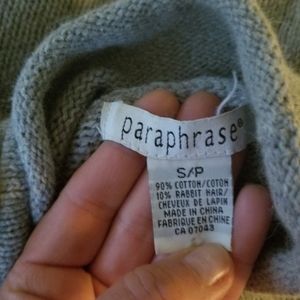 paraphrase®
S/P
90% COTTON/COTON
10% RABBIT HAIR/
CHEVEUX DE LAPIN
MADE IN CHINA
FABRIQUE EN CHINE
CA 07043